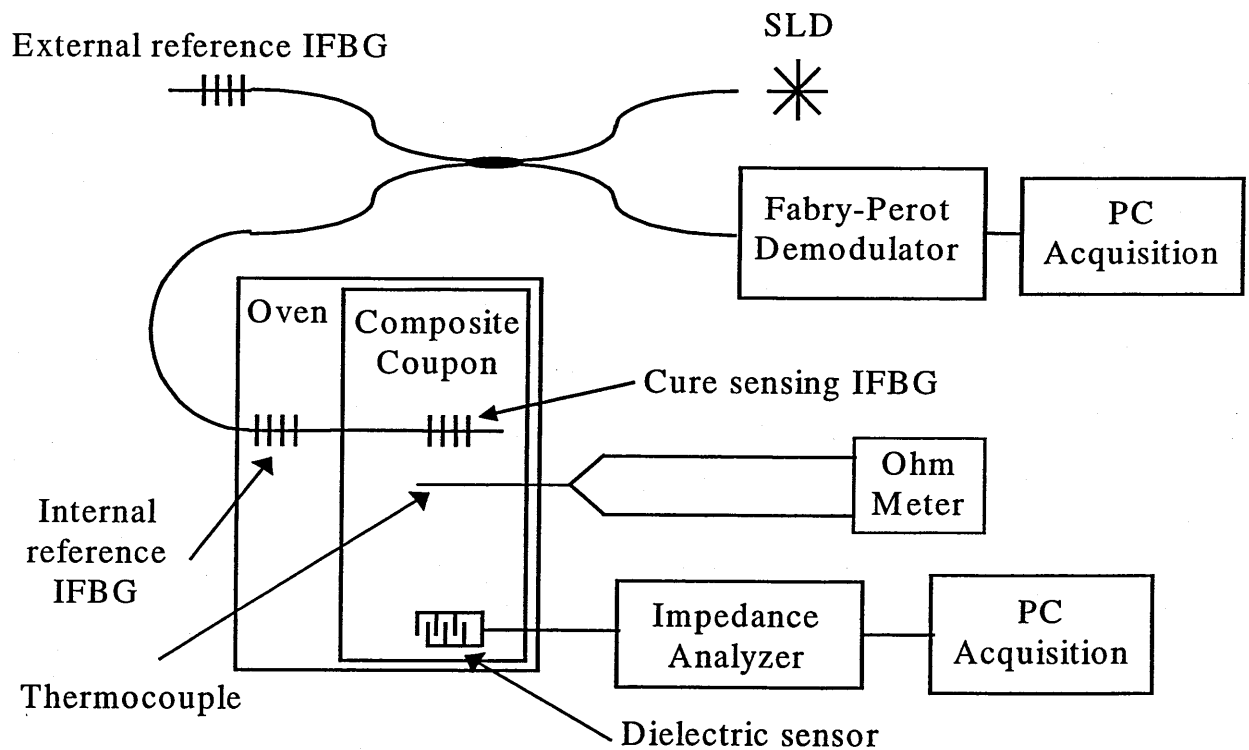 External reference IFBG
SLD
Fabry-Perot
Demodulator
PC
Acquisition
Oven
Composite
Coupon
Cure sensing IFBG
Ohm
Meter
Internal
reference
IFBG
Impedance
Analyzer
PC
Acquisition
Thermocouple
Dielectric sensor